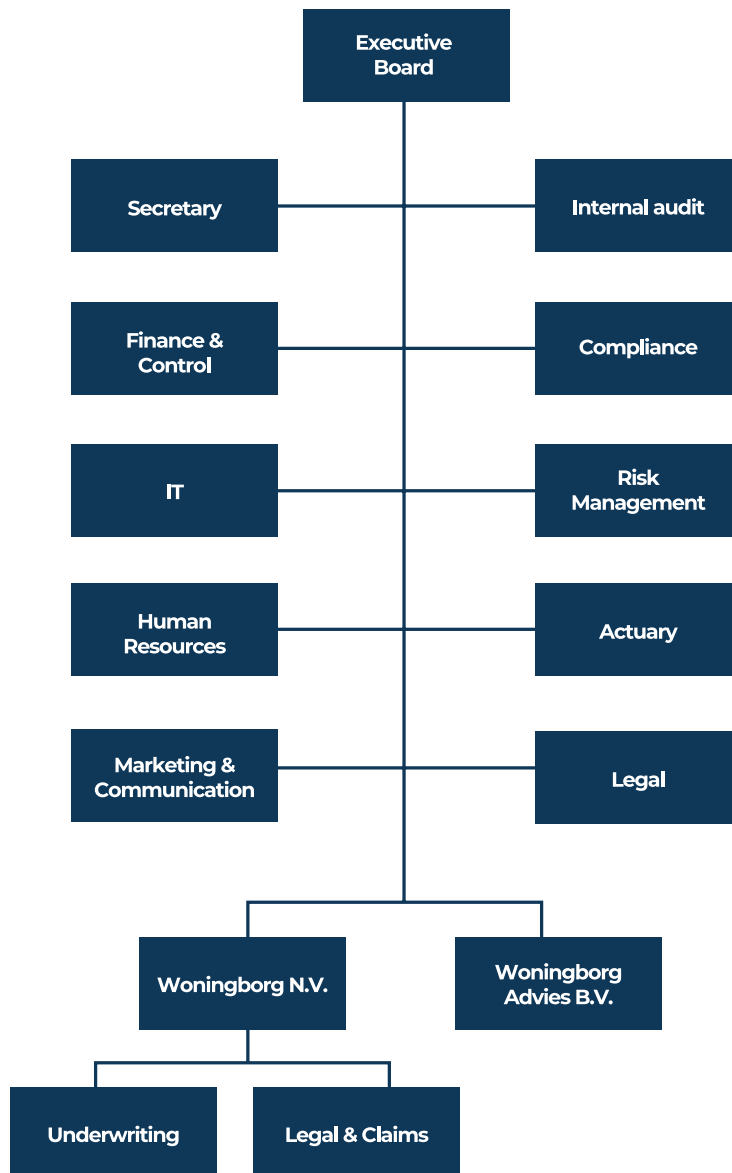 Executive
Board
Secretary
Internal audit
Finance &
Control
Compliance
IT
Risk
Management
Human
Resources
Actuary
Marketing &
Communication
Legal
Woningborg N.V.
Woningborg
Advies B.V.
Underwriting
Legal & Claims